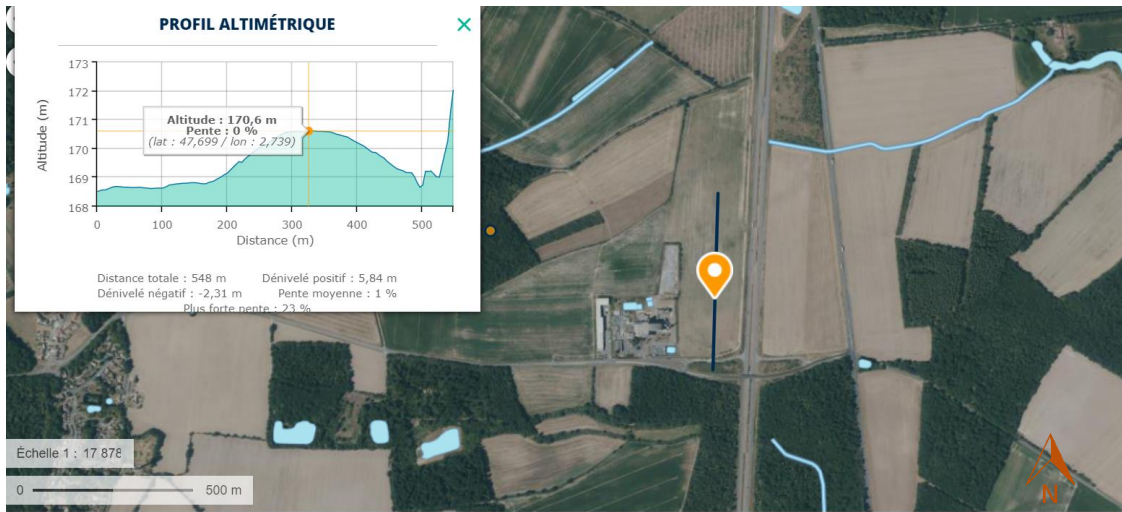 PROFIL ALTIMÉTRIQUE
173
172
171
170
169
168
Altitude (m)
Altitude : 170,6 m
Pente : 0 %
(lat : 47,699 / lon : 2,739)
0 100 200 300 400 500
Distance (m)
Distance totale : 548 m Dénivelé positif : 5,84 m
Dénivelé négatif : -2,31 m Pente moyenne : 1 %
Plus forte pente : 23 %
Échelle 1 : 17 878
0 500 m
N